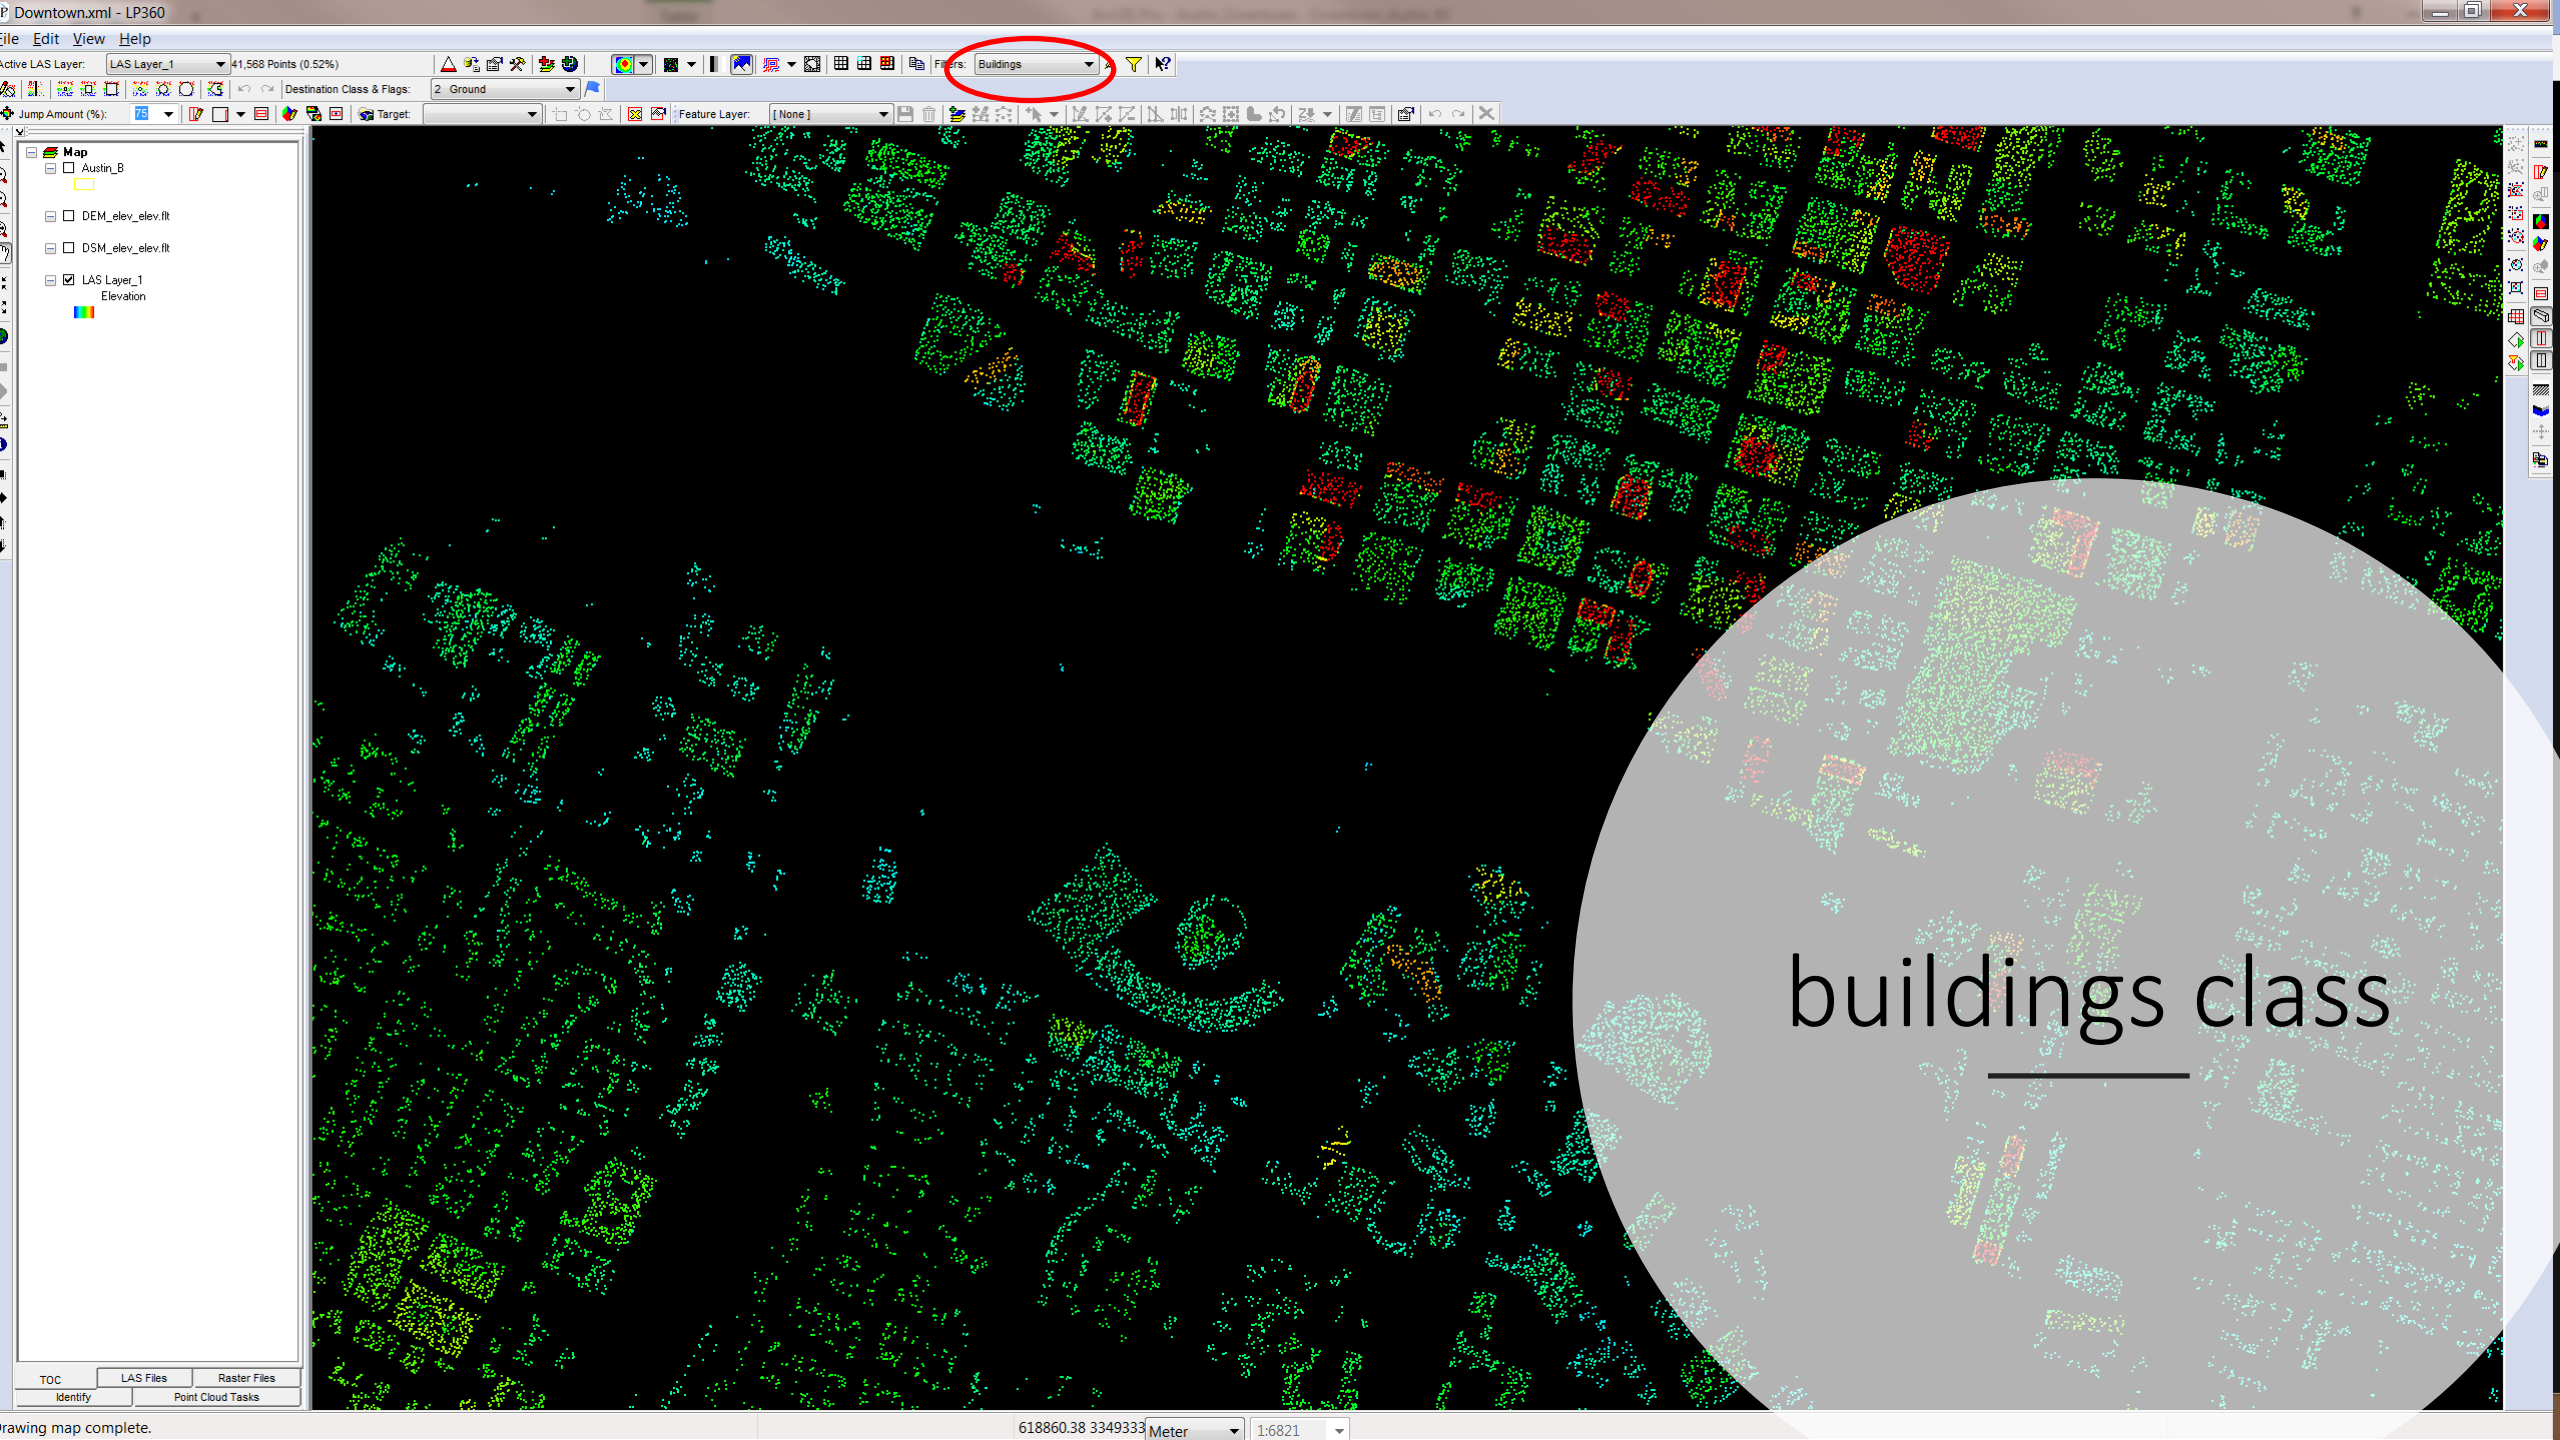 Downtown.xml - LP360
File Edit View Help
Active LAS Layer: LAS Layer_1 41,568 Points (0.52%) Filters: Buildings
Destination Class & Flags: 2 Ground
Jump Amount (%): 75 Target: Feature Layer: [ None ]
Map
Austin_B
DEM_elev_elev.flt
DSM_elev_elev.flt
LAS Layer_1
Elevation
buildings class
TOC LAS Files Raster Files
Identify Point Cloud Tasks
Drawing map complete. 618860.38 3349333 Meter 1:6821